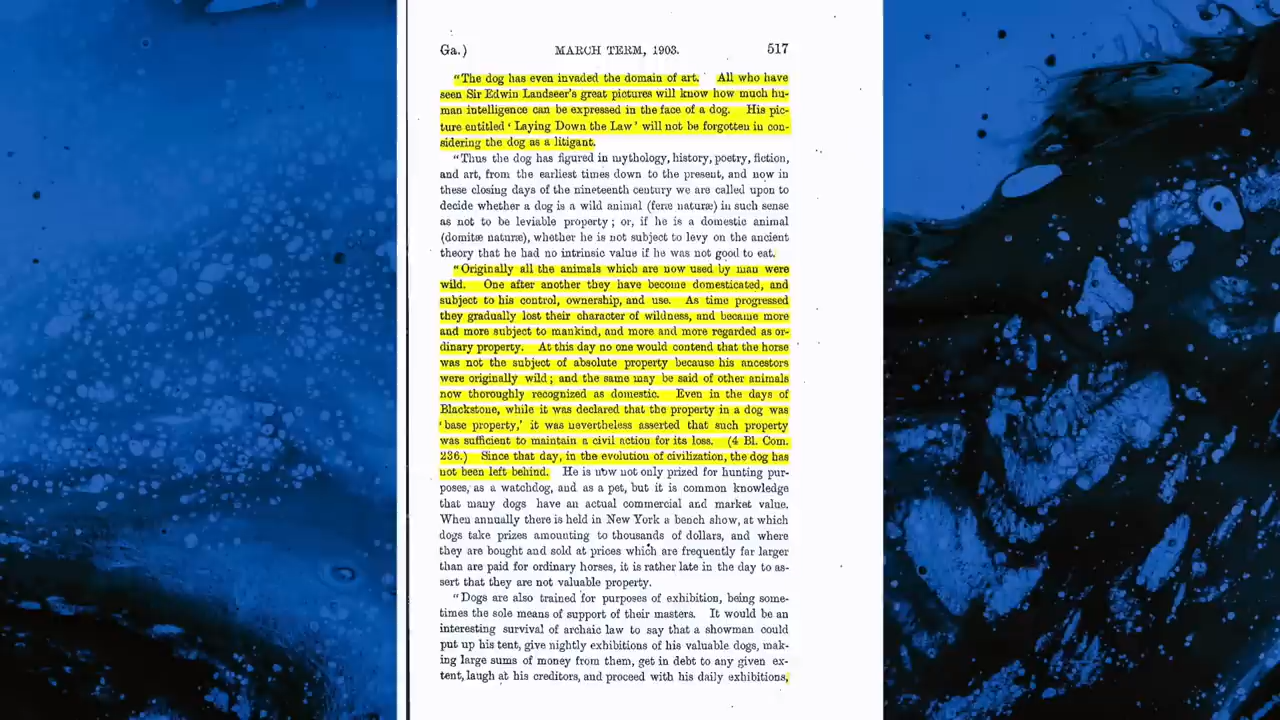 Ga.) MARCH TERM, 1903. 517
"The dog has even invaded the domain of art. All who have
seen Sir Edwin Landseer's great pictures will know how much hu-
man intelligence can be expressed in the face of a dog. His pic-
ture entitled 'Laying Down the Law' will not be forgotten in con-
sidering the dog as a litigant.
"Thus the dog has figured in mythology, history, poetry, fiction,
and art, from the earliest times down to the present, and now in
these closing days of the nineteenth century we are called upon to
decide whether a dog is a wild animal (feræ naturæ) in such sense
as not to be leviable property; or, if he is a domestic animal
(domitæ naturæ), whether he is not subject to levy on the ancient
theory that he had no intrinsic value if he was not good to eat.
"Originally all the animals which are now used by man were
wild. One after another they have become domesticated, and
subject to his control, ownership, and use. As time progressed
they gradually lost their character of wildness, and became more
and more subject to mankind, and more and more regarded as or-
dinary property. At this day no one would contend that the horse
was not the subject of absolute property because his ancestors
were originally wild; and the same may be said of other animals
now thoroughly recognized as domestic. Even in the days of
Blackstone, while it was declared that the property in a dog was
'base property,' it was nevertheless asserted that such property
was sufficient to maintain a civil action for its loss. (4 Bl. Com.
236.) Since that day, in the evolution of civilization, the dog has
not been left behind. He is now not only prized for hunting pur-
poses, as a watchdog, and as a pet, but it is common knowledge
that many dogs have an actual commercial and market value.
When annually there is held in New York a bench show, at which
dogs take prizes amounting to thousands of dollars, and where
they are bought and sold at prices which are frequently far larger
than are paid for ordinary horses, it is rather late in the day to as-
sert that they are not valuable property.
"Dogs are also trained for purposes of exhibition, being some-
times the sole means of support of their masters. It would be an
interesting survival of archaic law to say that a showman could
put up his tent, give nightly exhibitions of his valuable dogs, mak-
ing large sums of money from them, get in debt to any given ex-
tent, laugh at his creditors, and proceed with his daily exhibitions,